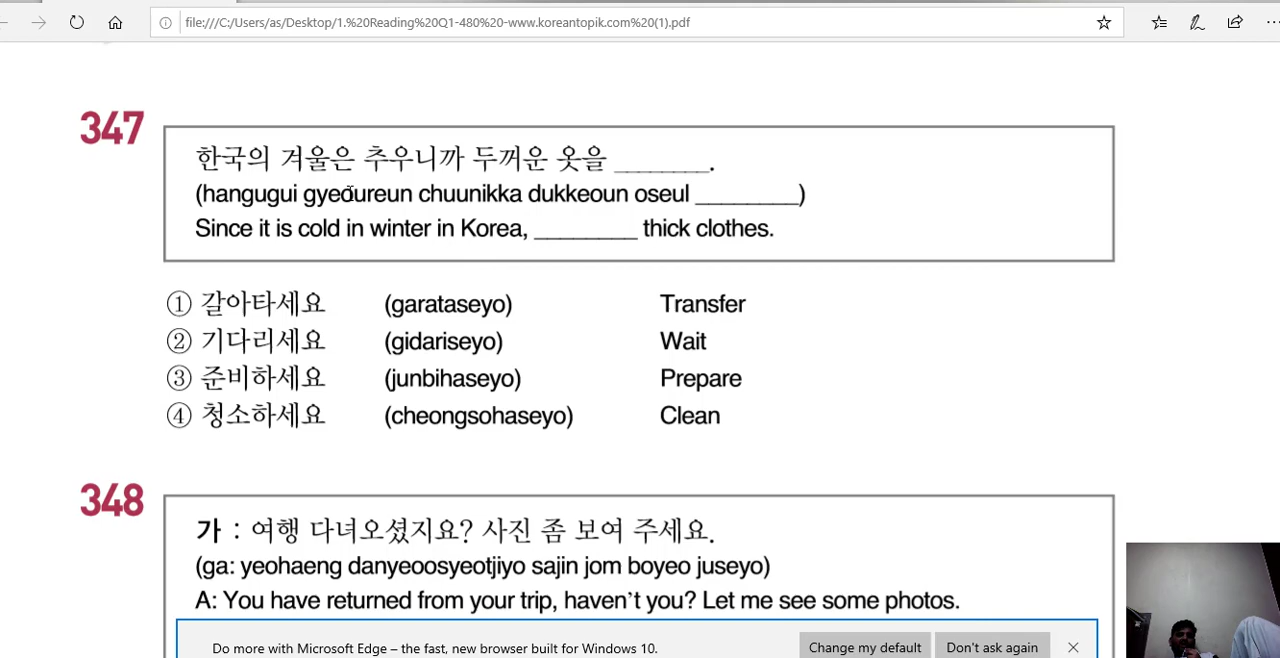 file:///C:/Users/as/Desktop/1.%20Reading%20Q1-480%20-www.koreantopik.com%20(1).pdf
347
한국의 겨울은 추우니까 두꺼운 옷을 ________.
(hangugui gyeoureun chuunikka dukkeoun oseul ________)
Since it is cold in winter in Korea, ________ thick clothes.
① 갈아타세요 (garataseyo) Transfer
② 기다리세요 (gidariseyo) Wait
③ 준비하세요 (junbihaseyo) Prepare
④ 청소하세요 (cheongsohaseyo) Clean
348
가 : 여행 다녀오셨지요? 사진 좀 보여 주세요.
(ga: yeohaeng danyeoosyeotjiyo sajin jom boyeo juseyo)
A: You have returned from your trip, haven't you? Let me see some photos.
Do more with Microsoft Edge – the fast, new browser built for Windows 10. Change my default Don't ask again